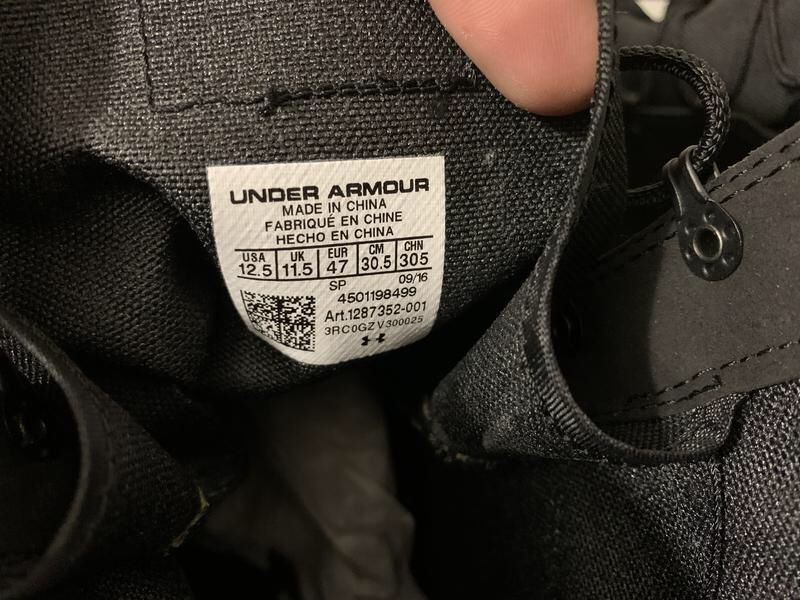 UNDER ARMOUR
MADE IN CHINA
FABRIQUÉ EN CHINE
HECHO EN CHINA
USA UK EUR CM CHN
12.5 11.5 47 30.5 305
SP 09/16
4501198499
Art.1287352-001
3RC0GZV300025